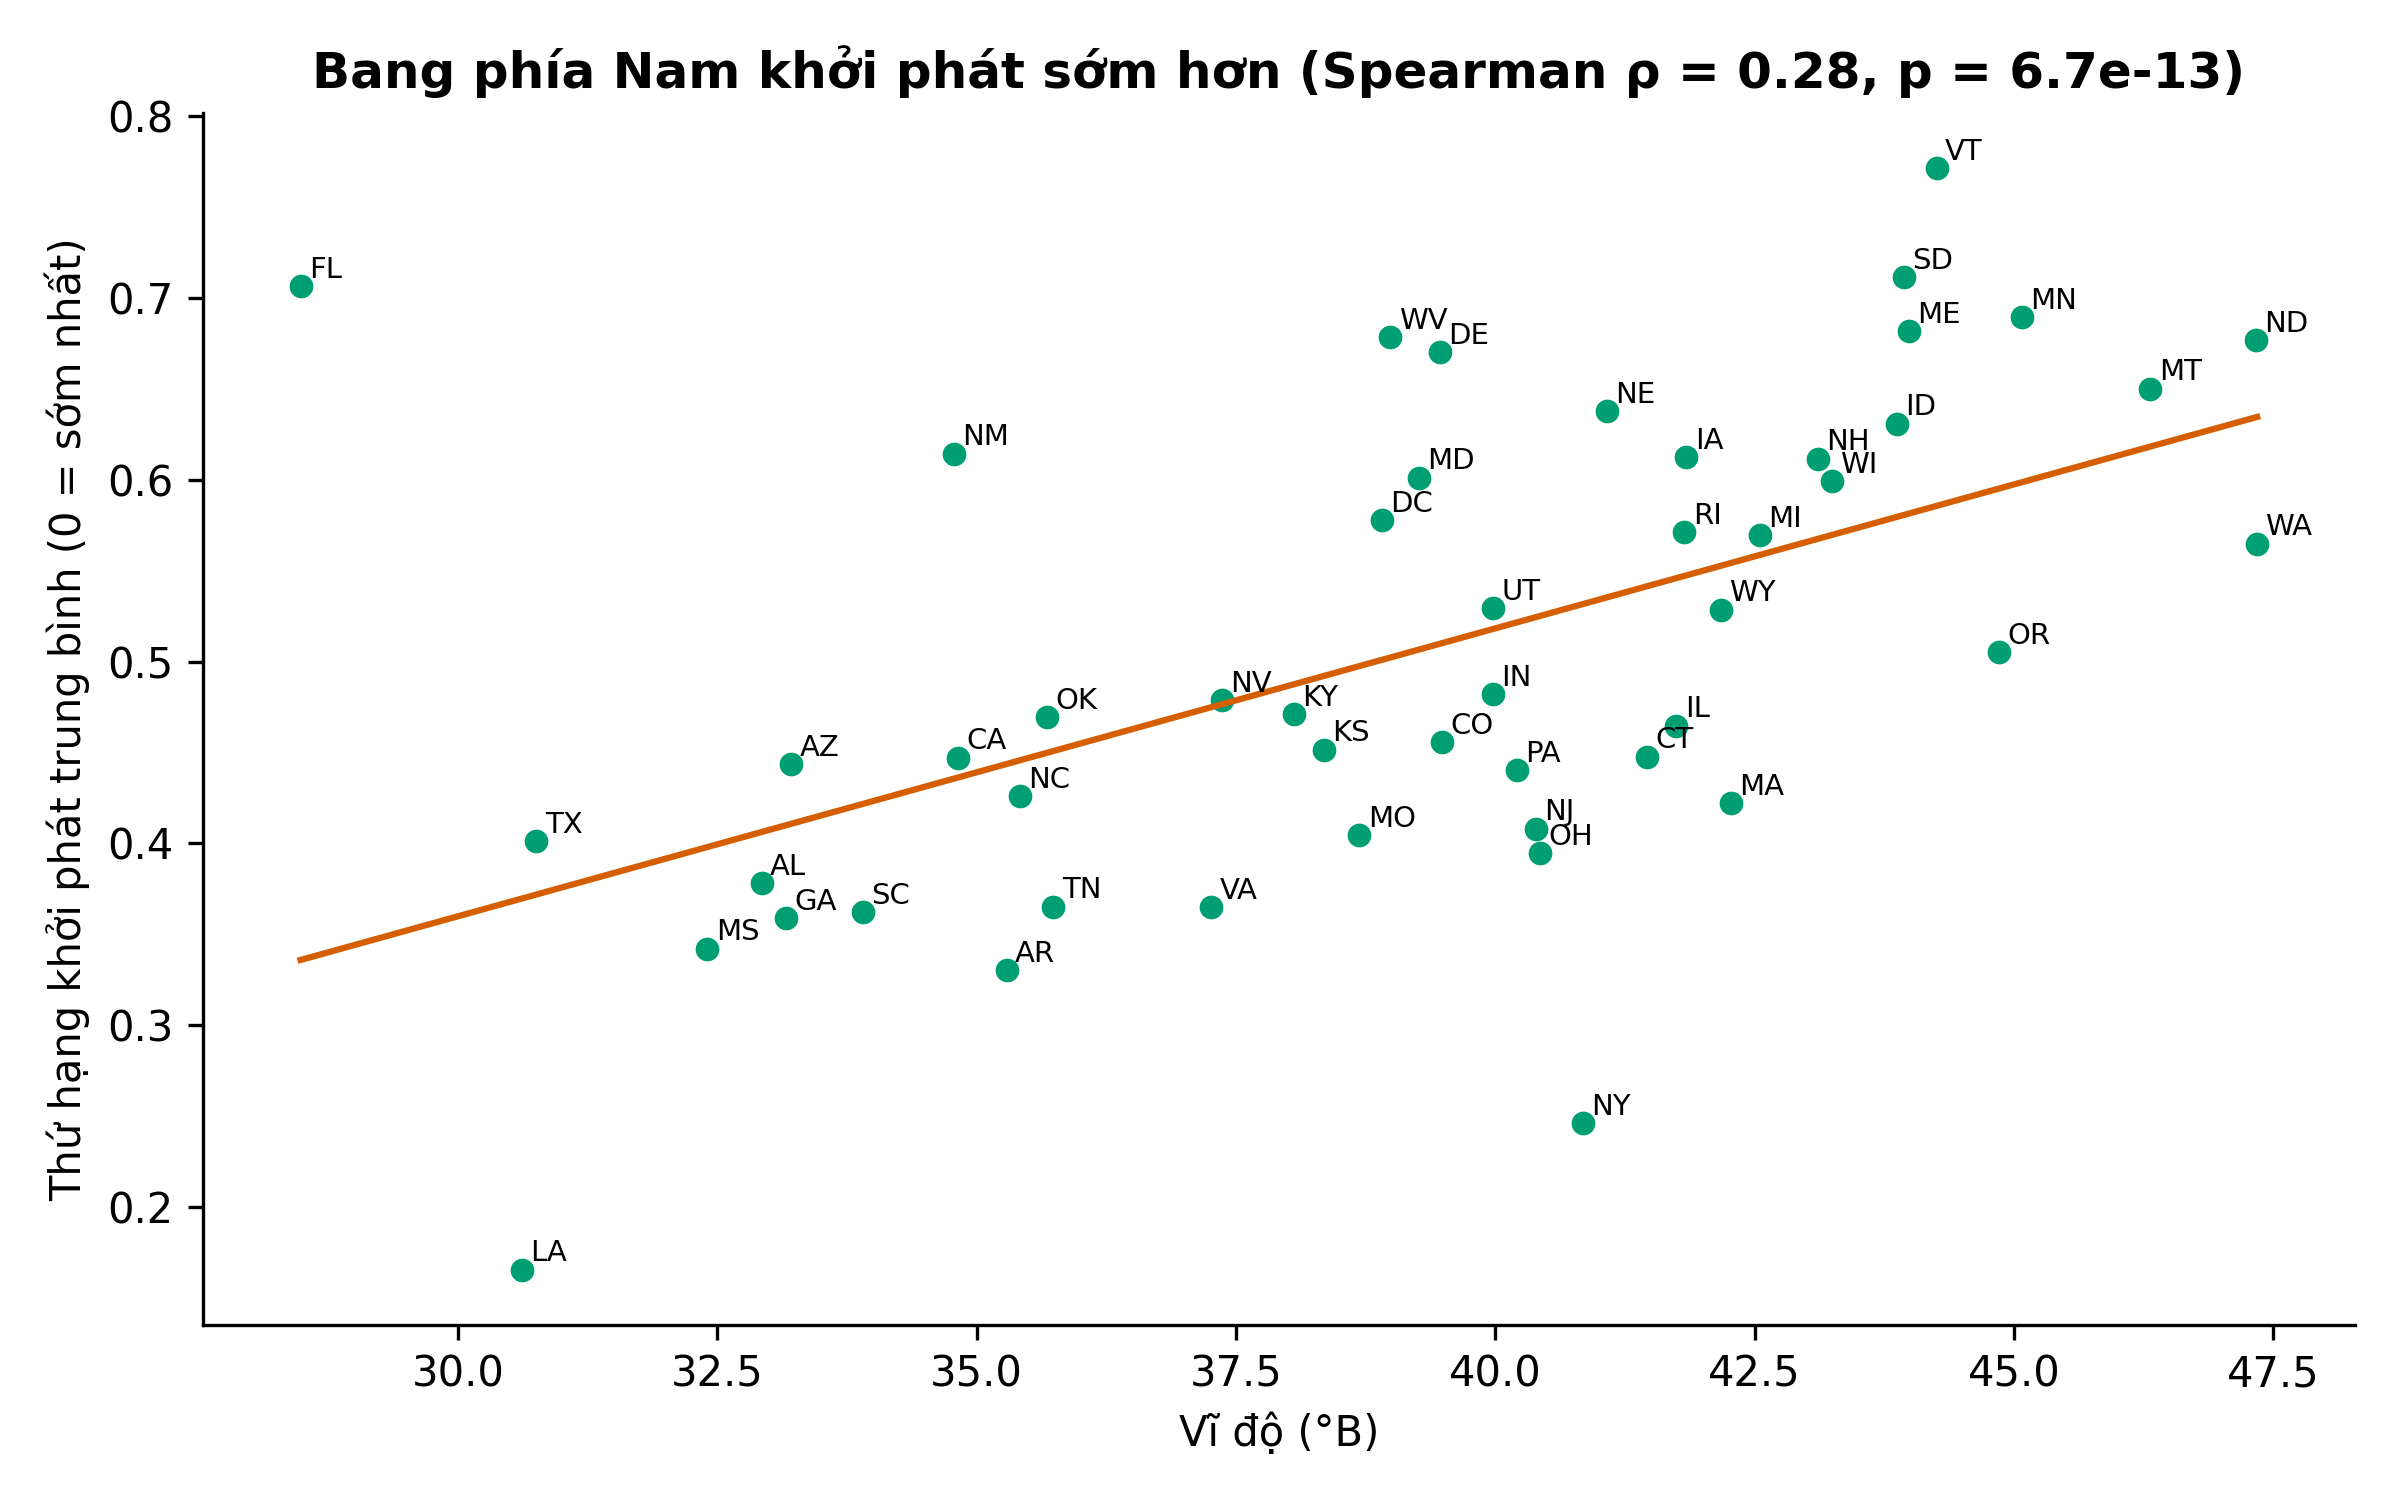 Bang phía Nam khởi phát sớm hơn (Spearman ρ = 0.28, p = 6.7e-13)
Thứ hạng khởi phát trung bình (0 = sớm nhất)
0.8
0.7
0.6
0.5
0.4
0.3
0.2
VT
SD
FL
MN
ME
ND
WV
DE
MT
NE
ID
NM
NH
IA
WI
MD
DC
RI
MI
WA
UT
WY
OR
IN
NV
KY
OK
IL
CO
KS
CT
CA
AZ
PA
NC
MA
TX
MO
NJ
OH
AL
GA
SC
TN
VA
MS
AR
NY
LA
30.0
32.5
35.0
37.5
40.0
42.5
45.0
47.5
Vĩ độ (°B)